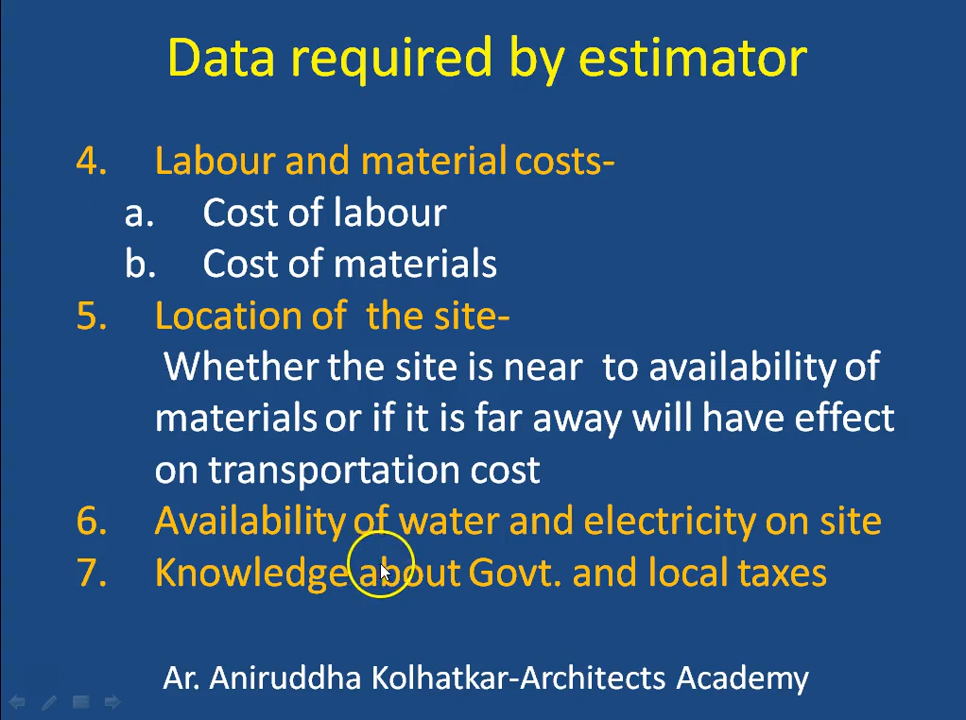 Data required by estimator
4. Labour and material costs-
a. Cost of labour
b. Cost of materials
5. Location of the site-
Whether the site is near to availability of
materials or if it is far away will have effect
on transportation cost
6. Availability of water and electricity on site
7. Knowledge about Govt. and local taxes
Ar. Aniruddha Kolhatkar-Architects Academy